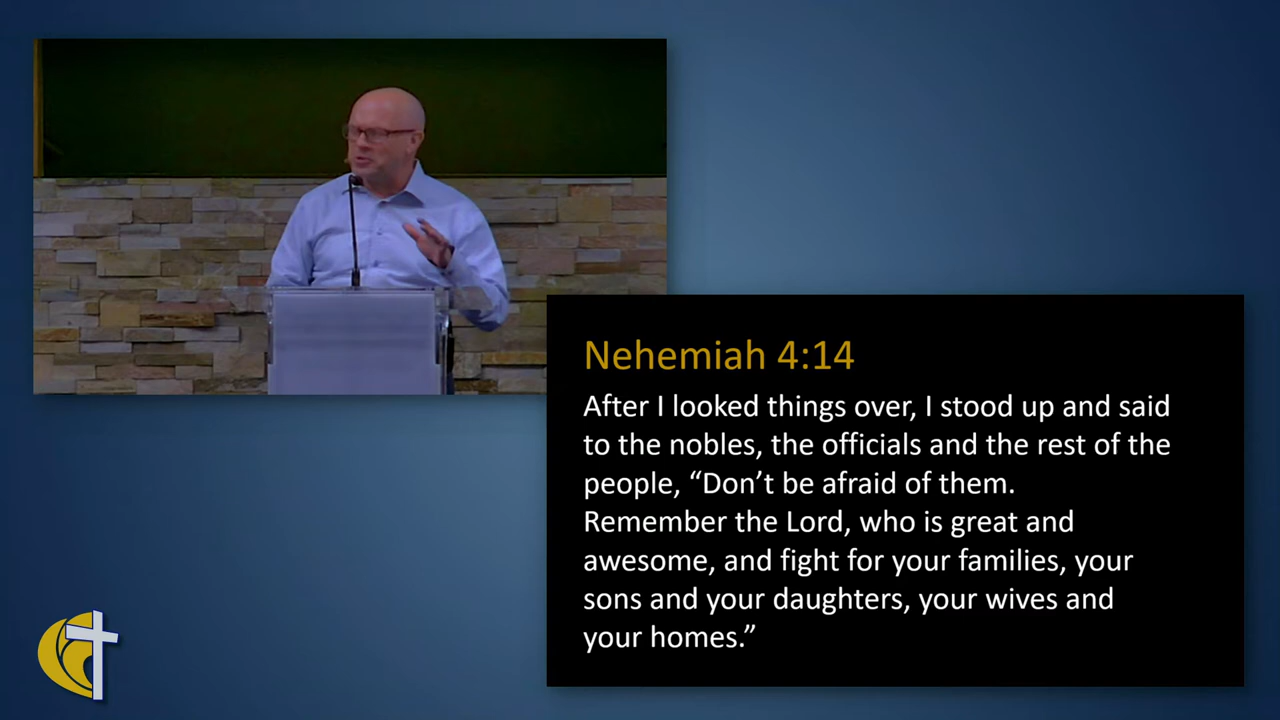 Nehemiah 4:14
After I looked things over, I stood up and said
to the nobles, the officials and the rest of the
people, “Don’t be afraid of them.
Remember the Lord, who is great and
awesome, and fight for your families, your
sons and your daughters, your wives and
your homes.”